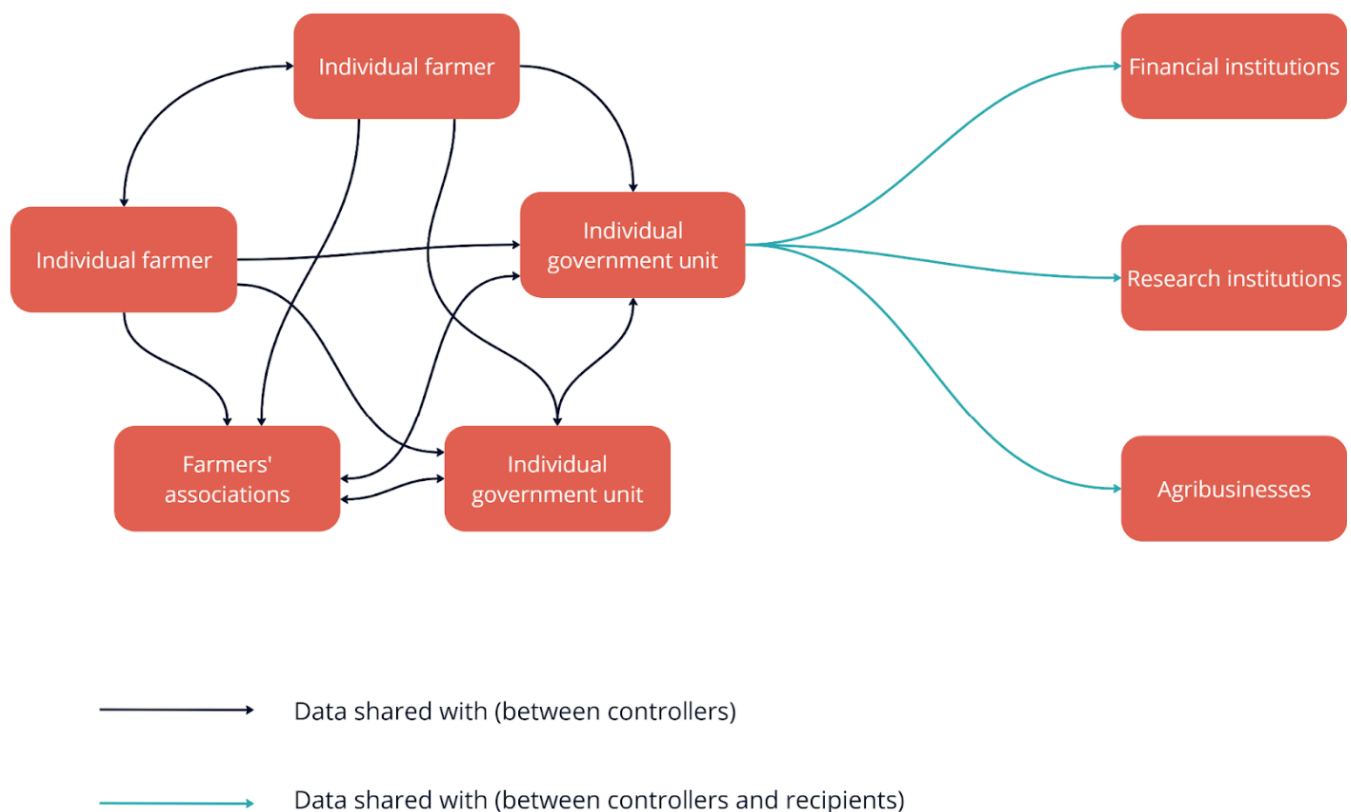 Individual farmer
Financial institutions
Individual
government unit
Individual farmer
Research institutions
Farmers'
associations
Individual
government unit
Agribusinesses
Data shared with (between controllers)
Data shared with (between controllers and recipients)